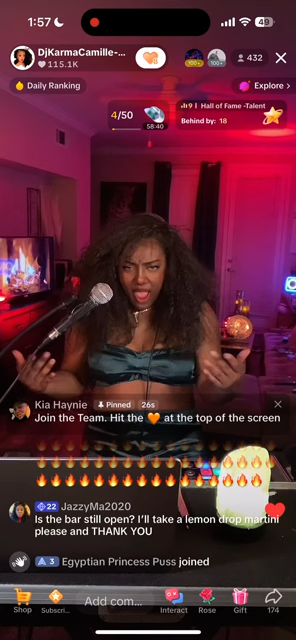 1:57
49
DjKarmaCamille-...
115.1K
100+
100+
432
Daily Ranking
Explore >
4/50
58:40
19 | Hall of Fame -Talent
Behind by: 18
Kia Haynie Pinned 26s
Join the Team. Hit the 🧡 at the top of the screen
🔥🔥🔥🔥🔥🔥🔥🔥🔥🔥🔥🔥🔥🔥🔥🔥🔥🔥
🔥🔥🔥🔥🔥🔥🔥🔥🔥🔥🔥🔥🔥🔥🔥🔥🔥🔥
🔥🔥🔥🔥🔥🔥🔥🔥🔥🔥🔥🔥🔥🔥🔥🔥🔥🔥
22 JazzyMa2020
Is the bar still open? I'll take a lemon drop martini
please and THANK YOU
3 Egyptian Princess Puss joined
Add com...
Shop
Subscri...
Interact
Rose
Gift
174